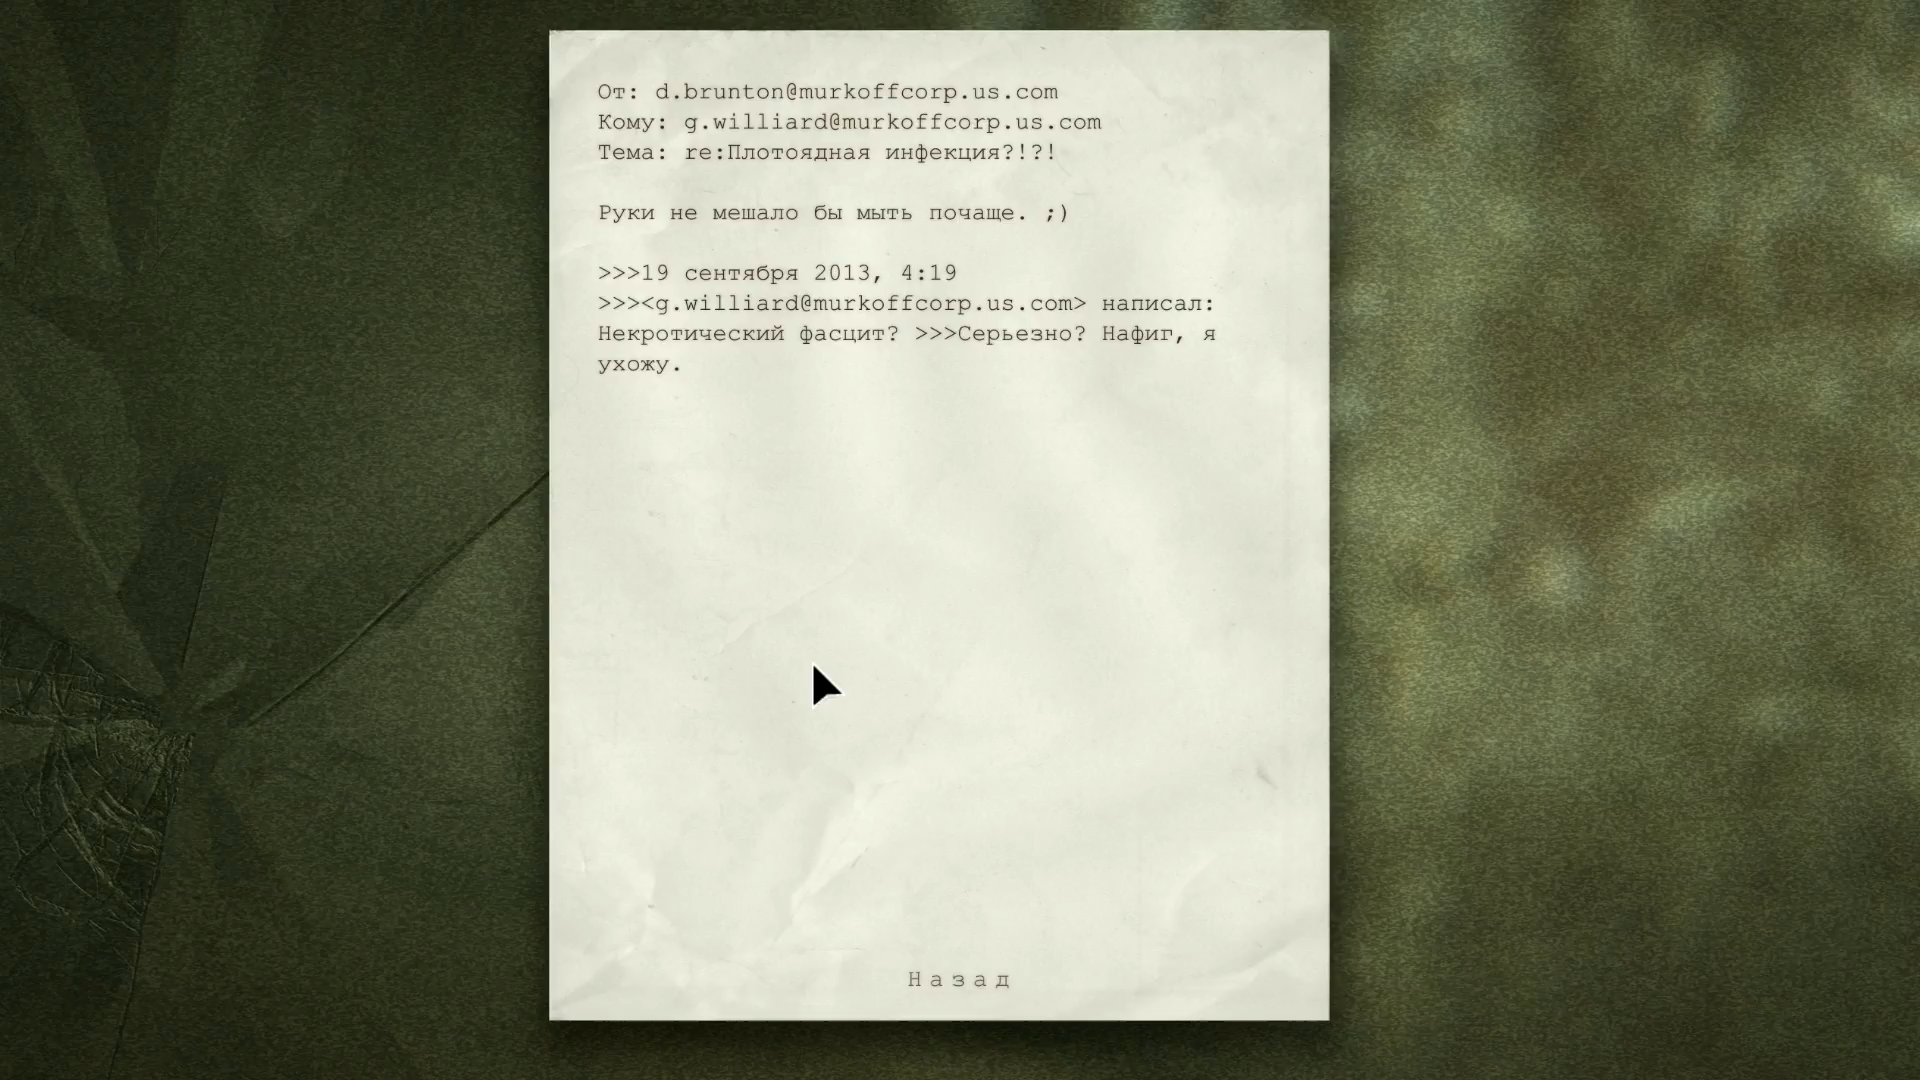 От: d.brunton@murkoffcorp.us.com
Кому: g.williard@murkoffcorp.us.com
Тема: re:Плотоядная инфекция?!?!
Руки не мешало бы мыть почаще. ;)
>>>19 сентября 2013, 4:19
>>><g.williard@murkoffcorp.us.com> написал:
Некротический фасцит? >>>Серьезно? Нафиг, я
ухожу.
Назад